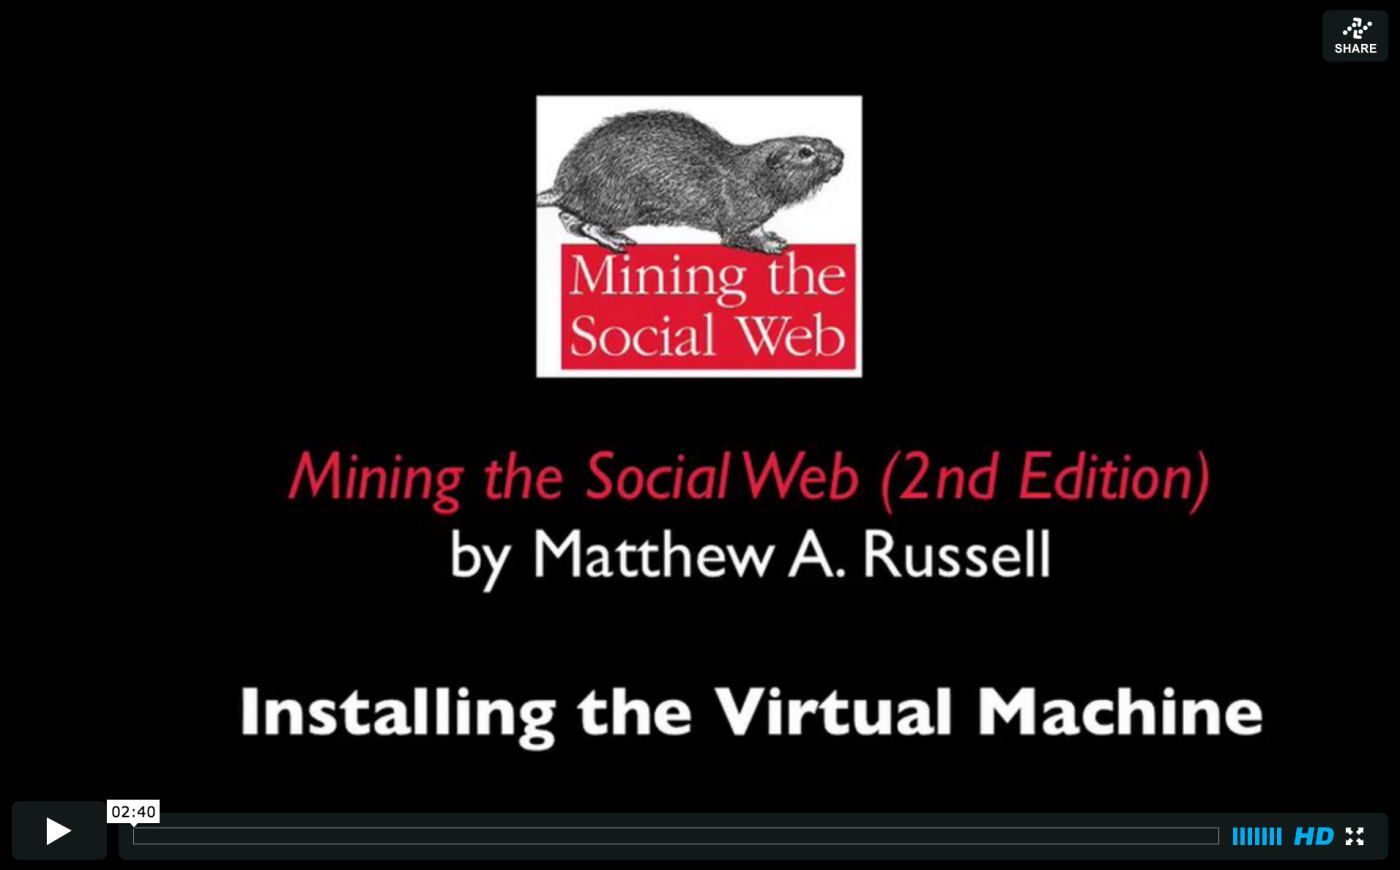 SHARE
Mining the
Social Web
Mining the Social Web (2nd Edition)
by Matthew A. Russell
Installing the Virtual Machine
02:40
HD